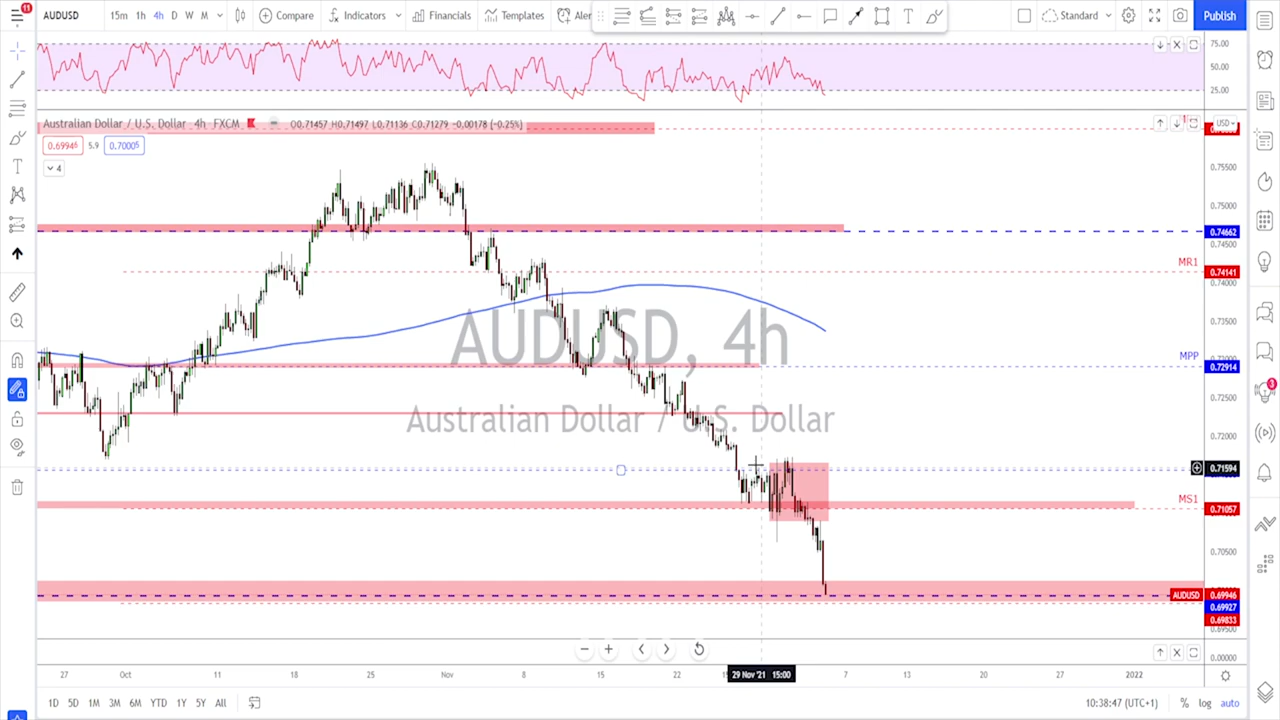 11
AUDUSD 15m 1h 4h D W M Compare Indicators Financials Templates Standard Publish
75.00
50.00
25.00
Australian Dollar / U.S. Dollar 4h FXCM O0.71457 H0.71497 L0.71136 C0.71279 −0.00178 (−0.25%)
USD
0.69946 5.9 0.70005
4
0.75500
0.75000
0.74662
0.74500
MR1
0.74141
0.74000
0.73500
AUDUSD, 4h
MPP
0.72914
3
0.72500
Australian Dollar / U.S. Dollar
0.72000
0.71594
MS1
0.71057
0.70500
AUDUSD 0.69946
0.69927
0.69833
0.00000
27 Oct 11 18 25 Nov 8 15 22 29 Nov '21 15:00 7 13 20 27 2022
1D 5D 1M 3M 6M YTD 1Y 5Y All 10:38:47 (UTC+1) % log auto